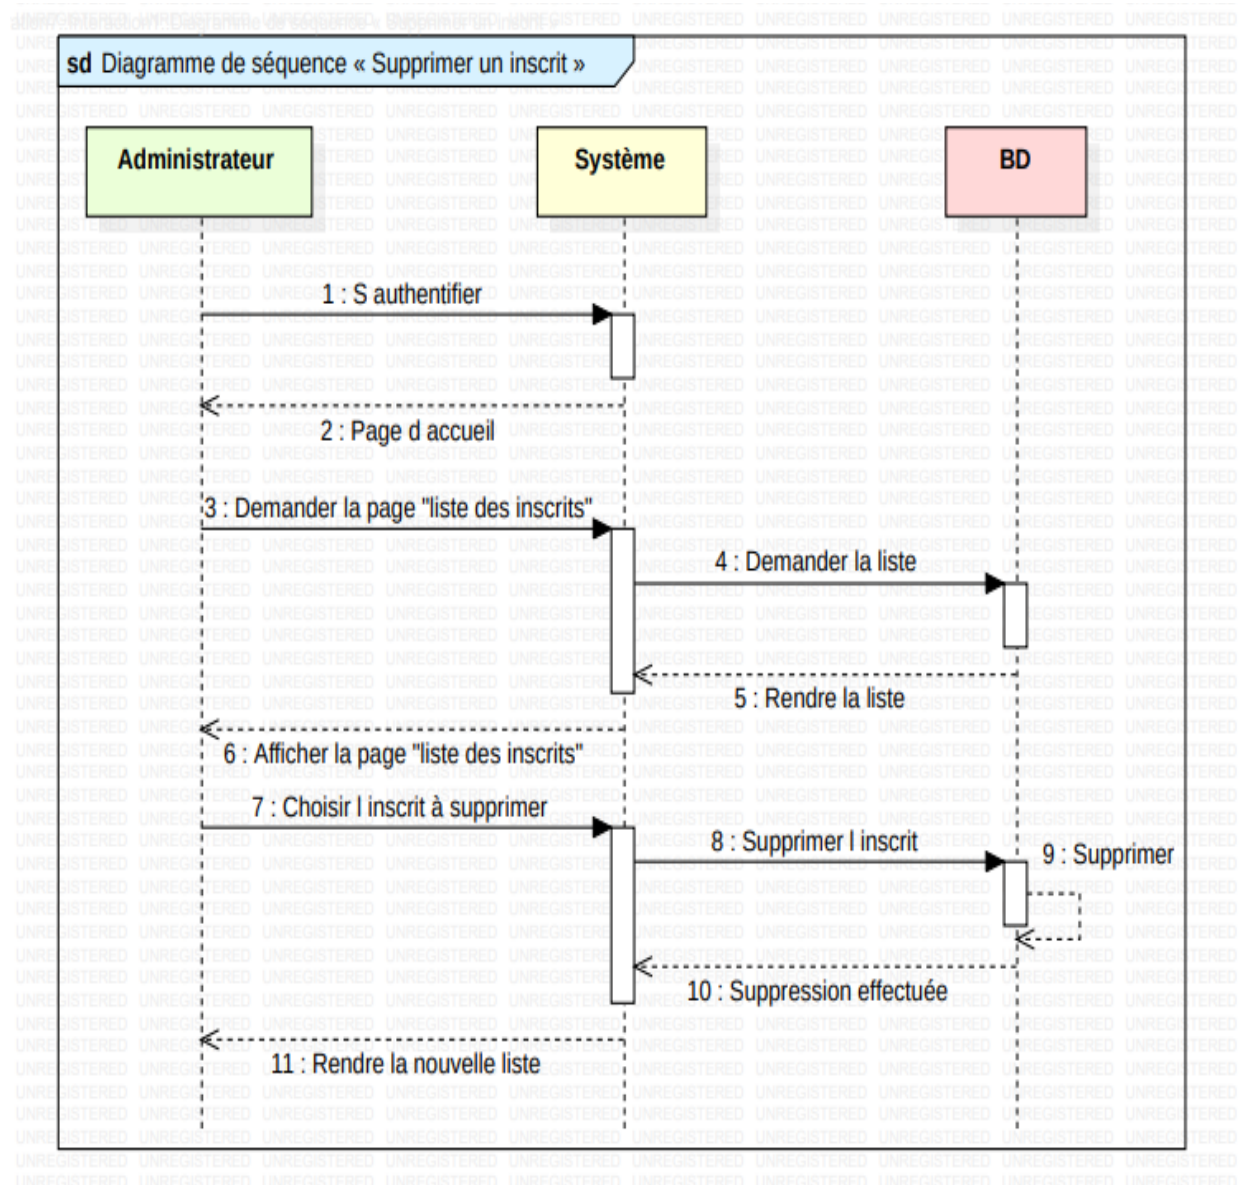 sd Diagramme de séquence « Supprimer un inscrit »
Administrateur
Système
BD
1 : S authentifier
2 : Page d accueil
3 : Demander la page "liste des inscrits"
4 : Demander la liste
5 : Rendre la liste
6 : Afficher la page "liste des inscrits"
7 : Choisir l inscrit à supprimer
8 : Supprimer l inscrit
9 : Supprimer
10 : Suppression effectuée
11 : Rendre la nouvelle liste
UNREGISTERED